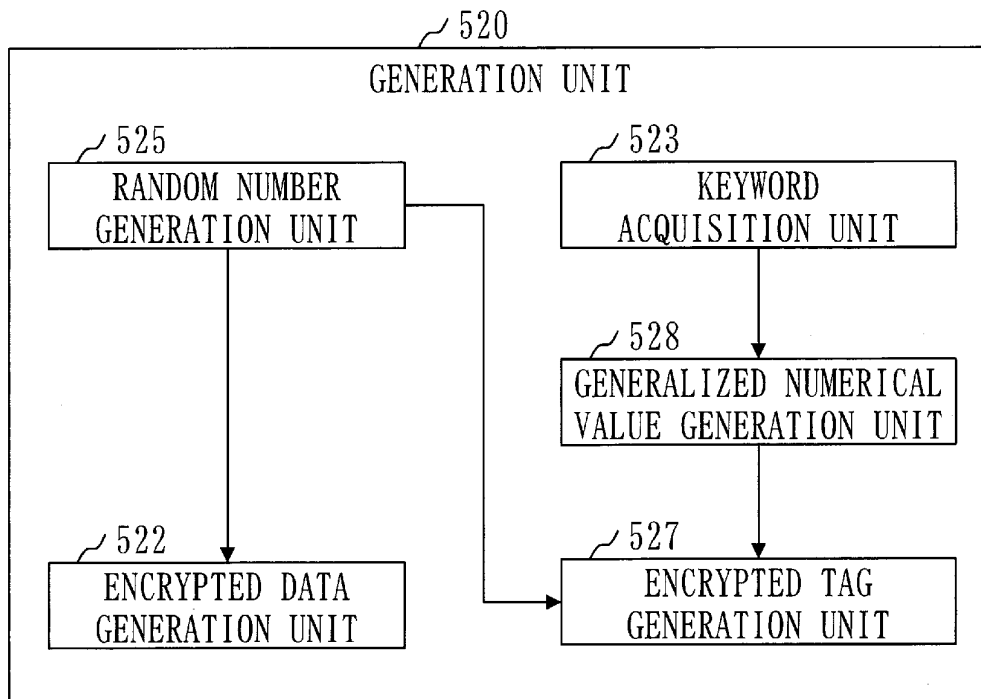 520
GENERATION UNIT
525
RANDOM NUMBER
GENERATION UNIT
523
KEYWORD
ACQUISITION UNIT
528
GENERALIZED NUMERICAL
VALUE GENERATION UNIT
522
ENCRYPTED DATA
GENERATION UNIT
527
ENCRYPTED TAG
GENERATION UNIT